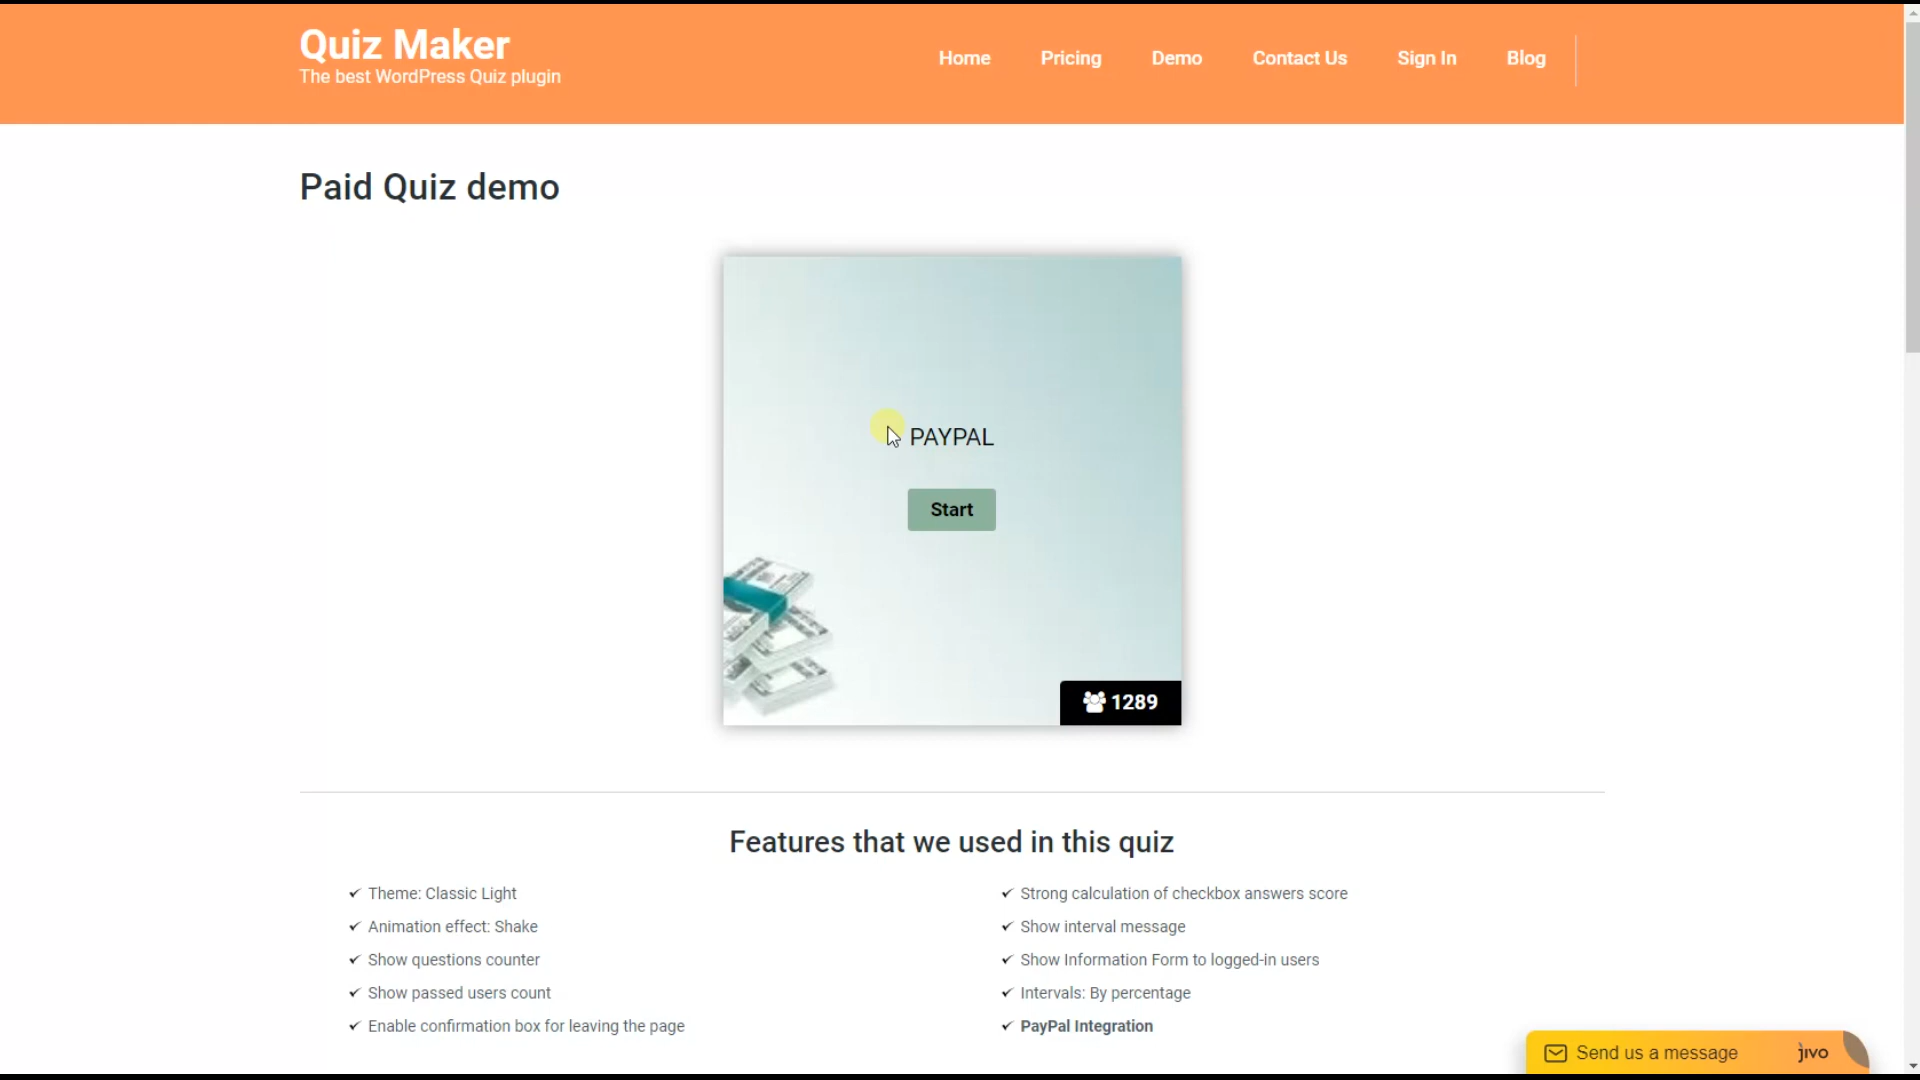 Quiz Maker
The best WordPress Quiz plugin
Home Pricing Demo Contact Us Sign In Blog
Paid Quiz demo
PAYPAL
Start
1289
Features that we used in this quiz
Theme: Classic Light
Animation effect: Shake
Show questions counter
Show passed users count
Enable confirmation box for leaving the page
Strong calculation of checkbox answers score
Show interval message
Show Information Form to logged-in users
Intervals: By percentage
PayPal Integration
Send us a message jivo